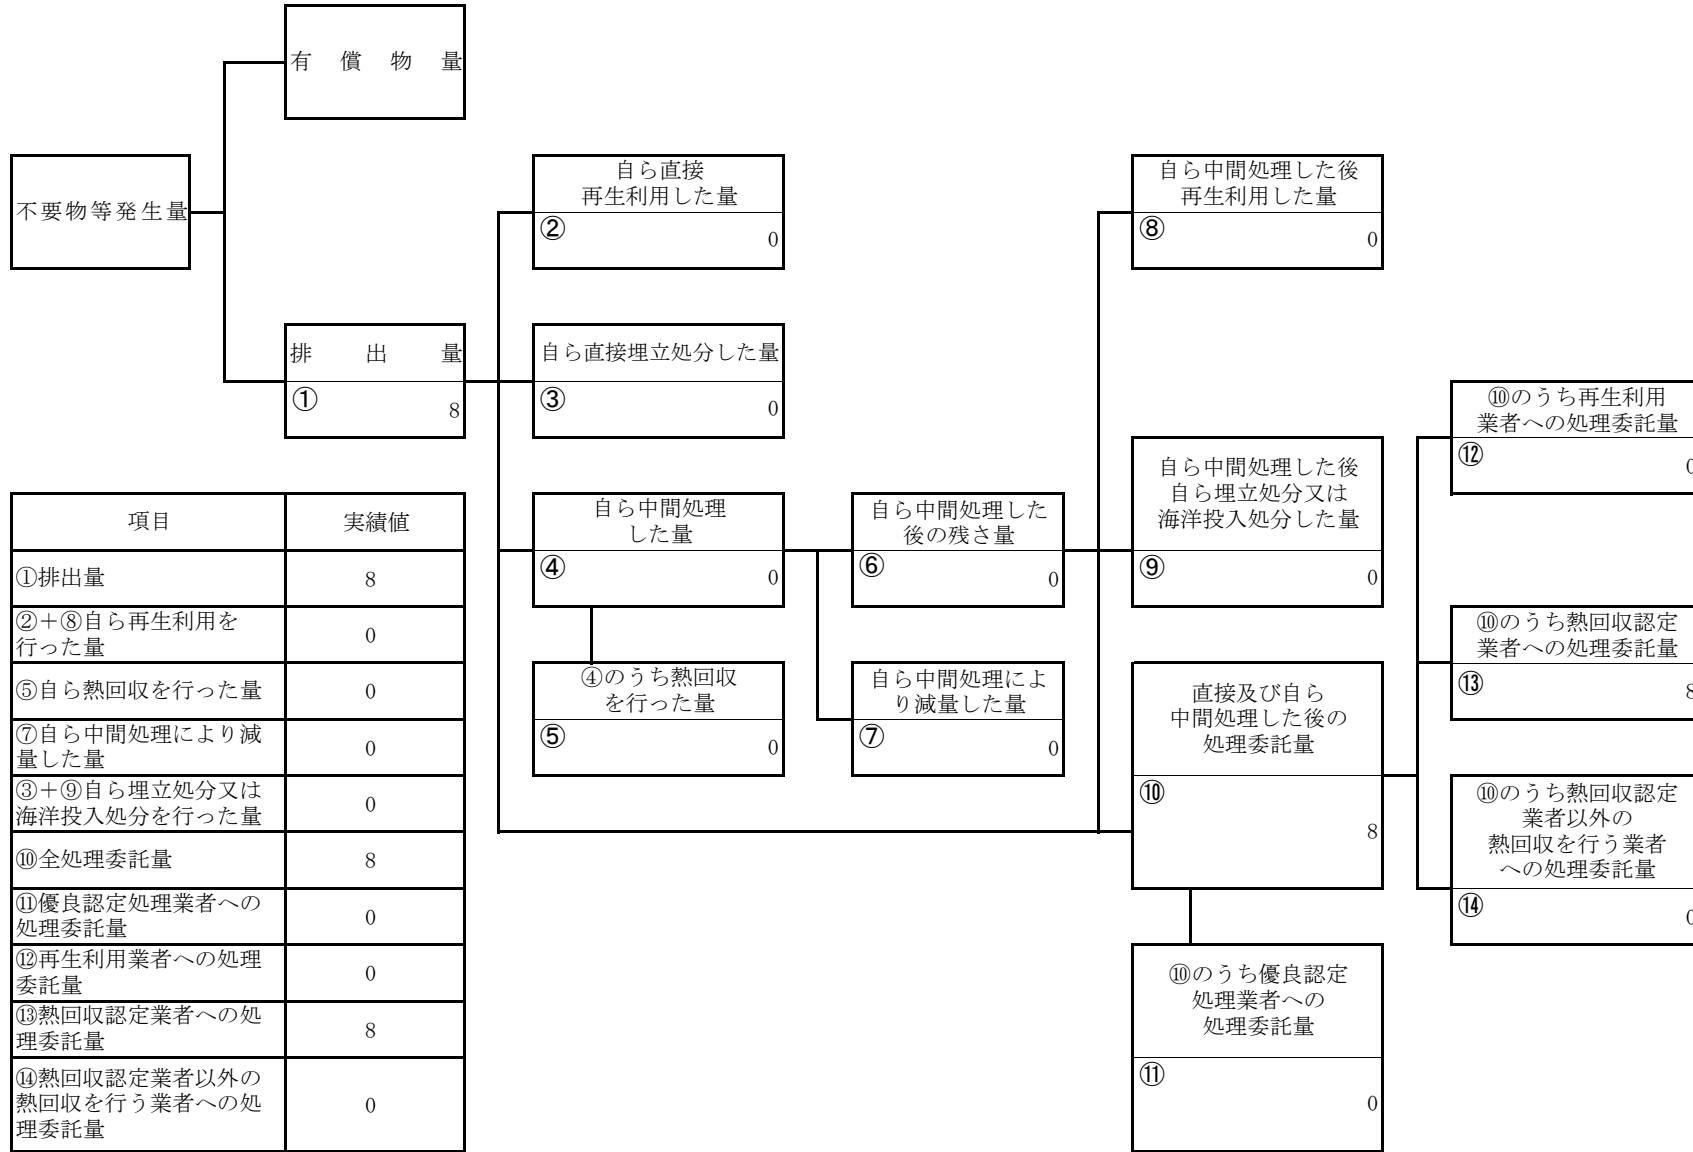 有償物量
不要物等発生量
自ら直接
再生利用した量
②
0
自ら中間処理した後
再生利用した量
⑧
0
排出量
①
8
自ら直接埋立処分した量
③
0
⑩のうち再生利用
業者への処理委託量
⑫
0
自ら中間処理
した量
④
0
自ら中間処理した
後の残さ量
⑥
0
自ら中間処理した後
自ら埋立処分又は
海洋投入処分した量
⑨
0
④のうち熱回収
を行った量
⑤
0
自ら中間処理によ
り減量した量
⑦
0
直接及び自ら
中間処理した後の
処理委託量
⑩
8
⑩のうち熱回収認定
業者への処理委託量
⑬
8
⑩のうち熱回収認定
業者以外の
熱回収を行う業者
への処理委託量
⑭
0
⑩のうち優良認定
処理業者への
処理委託量
⑪
0
項目 実績値
①排出量 8
②＋⑧自ら再生利用を
行った量 0
⑤自ら熱回収を行った量 0
⑦自ら中間処理により減
量した量 0
③＋⑨自ら埋立処分又は
海洋投入処分を行った量 0
⑩全処理委託量 8
⑪優良認定処理業者への
処理委託量 0
⑫再生利用業者への処理
委託量 0
⑬熱回収認定業者への処
理委託量 8
⑭熱回収認定業者以外の
熱回収を行う業者への処
理委託量 0